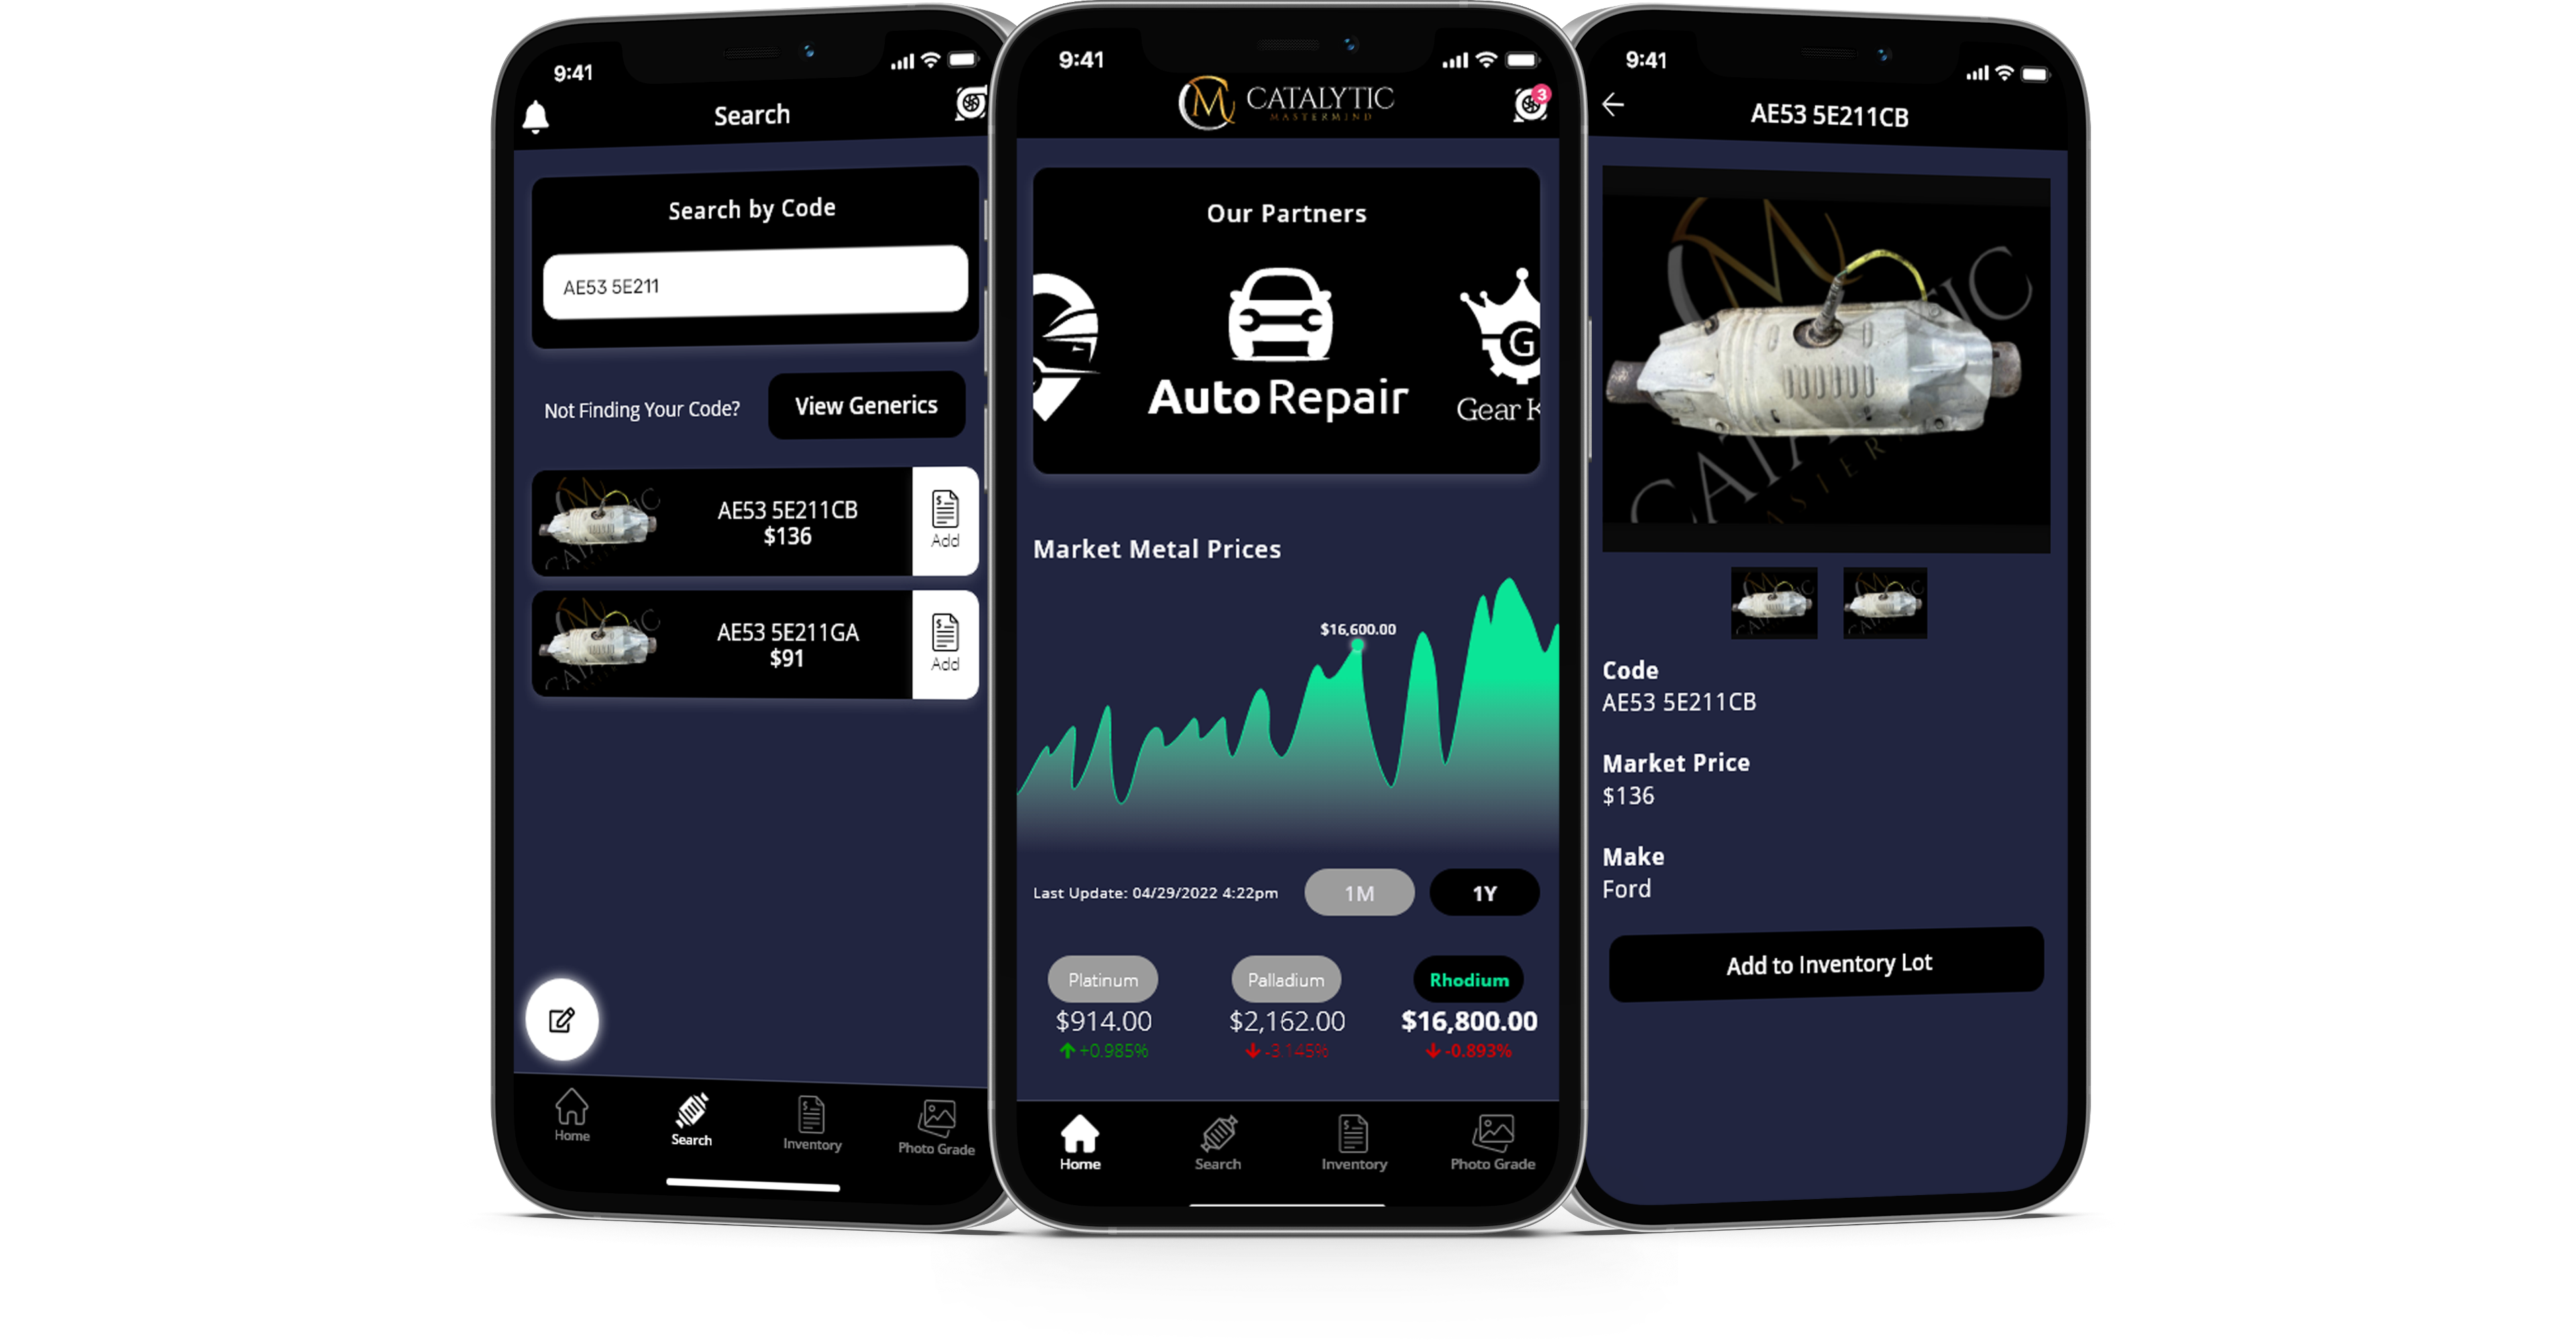 9:41
Search
Search by Code
AE53 5E211
Not Finding Your Code?
View Generics
AE53 5E211CB
$136
Add
AE53 5E211GA
$91
Add
Home
Search
Inventory
Photo Grade
9:41
CATALYTIC
MASTERMIND
3
Our Partners
Auto Repair
G
Gear
Market Metal Prices
$16,600.00
Last Update: 04/29/2022 4:22pm
1M
1Y
Platinum
Palladium
Rhodium
$914.00
$2,162.00
$16,800.00
+0.985%
-3.145%
-0.893%
Home
Search
Inventory
Photo Grade
9:41
AE53 5E211CB
Code
AE53 5E211CB
Market Price
$136
Make
Ford
Add to Inventory Lot